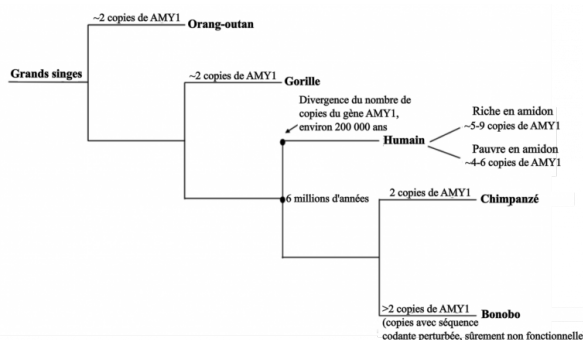 ~2 copies de AMY1
Orang-outan
Grands singes
~2 copies de AMY1
Gorille
Divergence du nombre de
copies du gène AMY1,
environ 200 000 ans
Humain
Riche en amidon
~5-9 copies de AMY1
Pauvre en amidon
~4-6 copies de AMY1
6 millions d'années
2 copies de AMY1
Chimpanzé
>2 copies de AMY1
Bonobo
(copies avec séquence
codante perturbée, sûrement non fonctionnelle